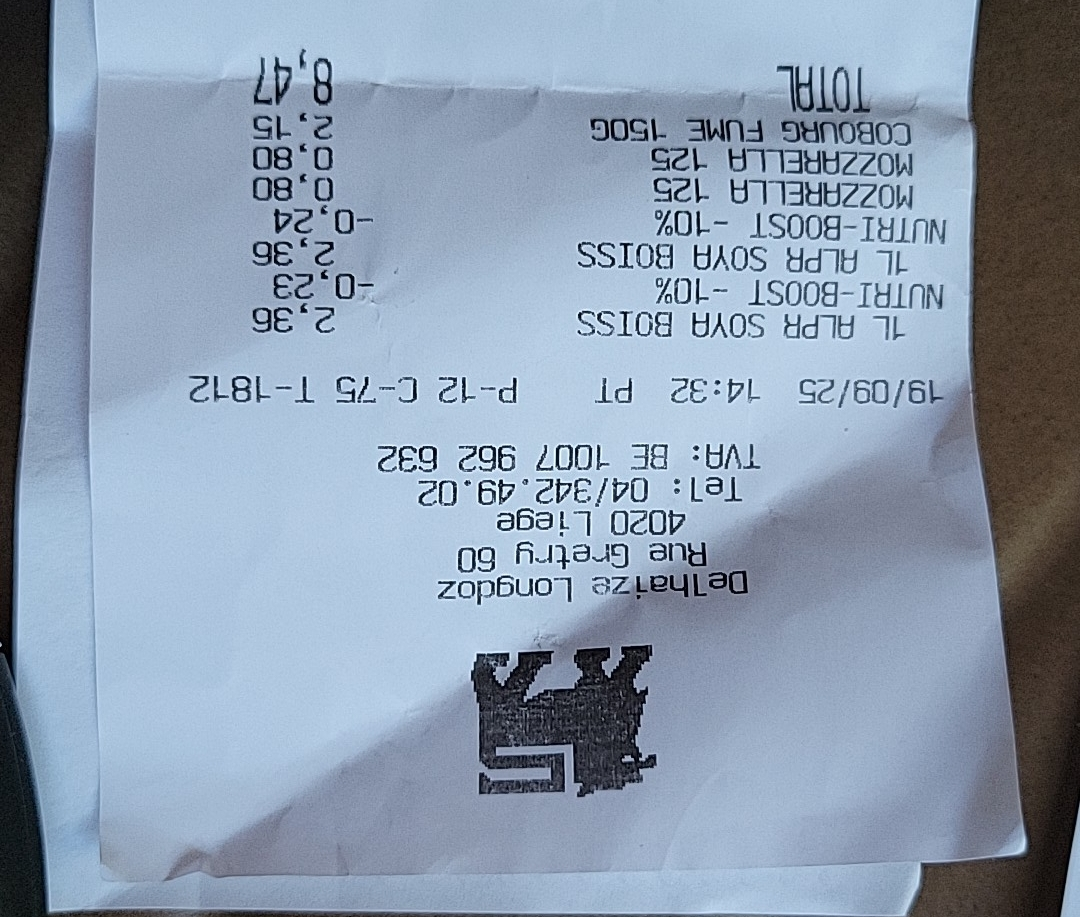 Delhaize Longdoz
Rue Gretry 60
4020 Liege
Tel: 04/342.49.02
TVA: BE 1007 962 632
19/09/25 14:32 PT P-12 C-75 T-1812
1L ALPR SOYA BOISS 2,36
NUTRI-BOOST -10% -0,23
1L ALPR SOYA BOISS 2,36
NUTRI-BOOST -10% -0,24
MOZZARELLA 125 0,80
MOZZARELLA 125 0,80
COBOURG FUME 150G 2,15
TOTAL 8,47